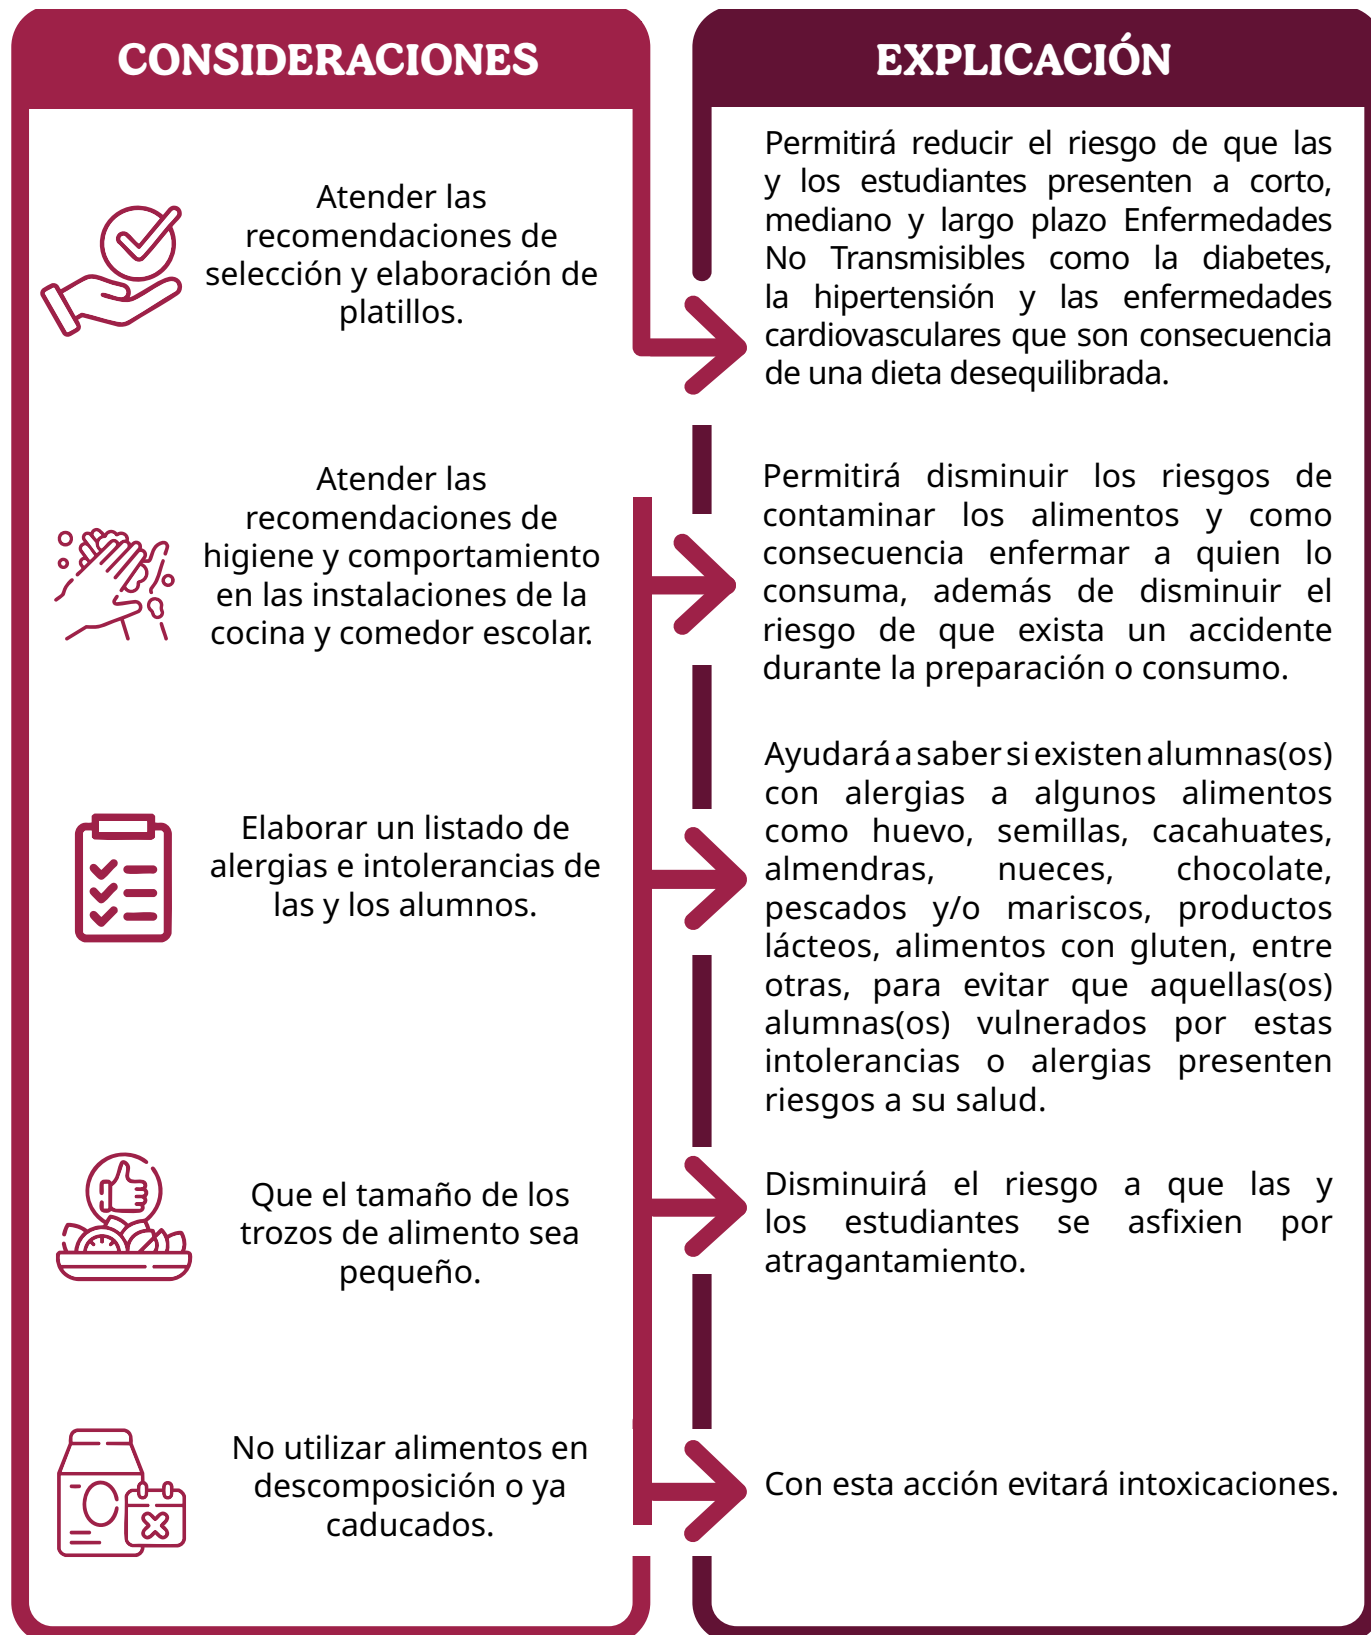 CONSIDERACIONES
EXPLICACIÓN
Atender las
recomendaciones de
selección y elaboración de
platillos.
Permitirá reducir el riesgo de que las
y los estudiantes presenten a corto,
mediano y largo plazo Enfermedades
No Transmisibles como la diabetes,
la hipertensión y las enfermedades
cardiovasculares que son consecuencia
de una dieta desequilibrada.
Atender las
recomendaciones de
higiene y comportamiento
en las instalaciones de la
cocina y comedor escolar.
Permitirá disminuir los riesgos de
contaminar los alimentos y como
consecuencia enfermar a quien lo
consuma, además de disminuir el
riesgo de que exista un accidente
durante la preparación o consumo.
Elaborar un listado de
alergias e intolerancias de
las y los alumnos.
Ayudará a saber si existen alumnas(os)
con alergias a algunos alimentos
como huevo, semillas, cacahuates,
almendras, nueces, chocolate,
pescados y/o mariscos, productos
lácteos, alimentos con gluten, entre
otras, para evitar que aquellas(os)
alumnas(os) vulnerados por estas
intolerancias o alergias presenten
riesgos a su salud.
Que el tamaño de los
trozos de alimento sea
pequeño.
Disminuirá el riesgo a que las y
los estudiantes se asfixien por
atragantamiento.
No utilizar alimentos en
descomposición o ya
caducados.
Con esta acción evitará intoxicaciones.